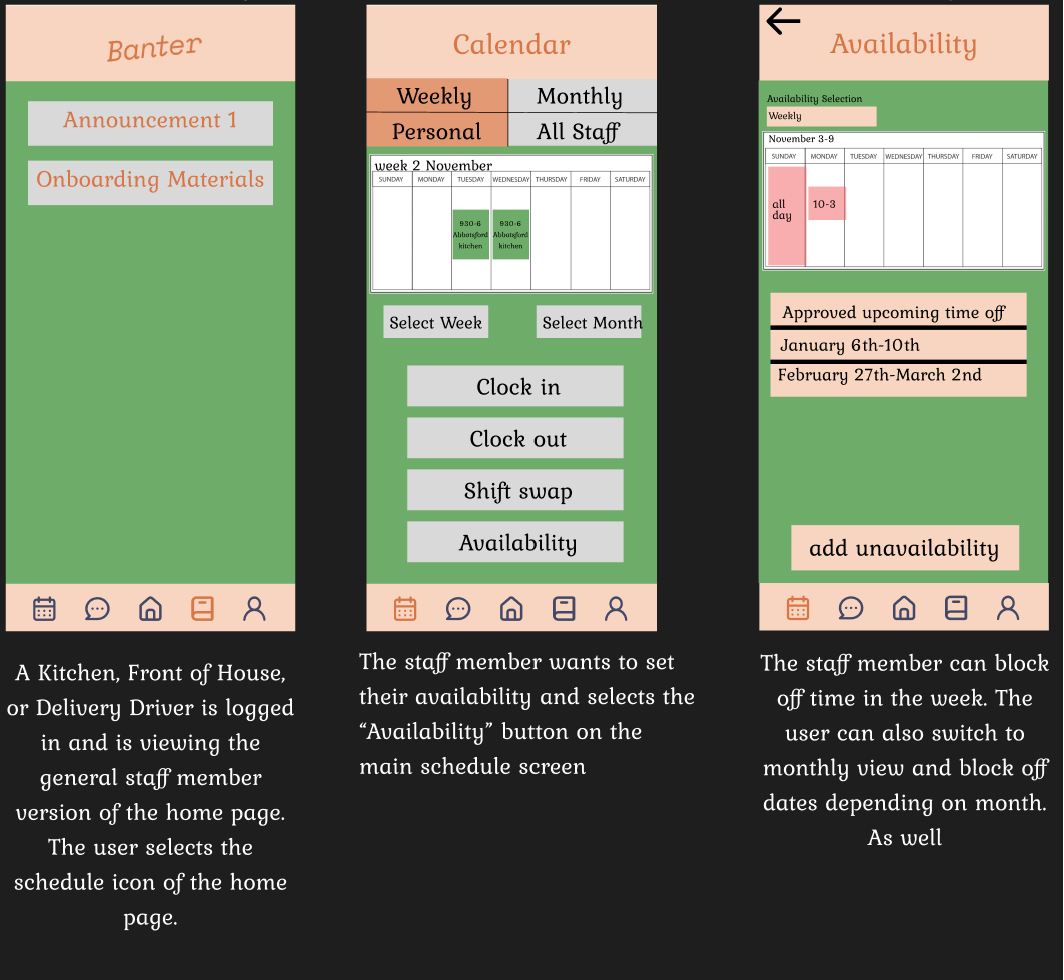 Banter
Announcement 1
Onboarding Materials
A Kitchen, Front of House,
or Delivery Driver is logged
in and is viewing the
general staff member
version of the home page.
The user selects the
schedule icon of the home
page.
Calendar
Weekly
Monthly
Personal
All Staff
week 2 November
SUNDAY MONDAY TUESDAY WEDNESDAY THURSDAY FRIDAY SATURDAY
930-6 930-6
Abbotsford Abbotsford
kitchen kitchen
Select Week
Select Month
Clock in
Clock out
Shift swap
Availability
The staff member wants to set
their availability and selects the
“Availability” button on the
main schedule screen
Availability
Availability Selection
Weekly
November 3-9
SUNDAY MONDAY TUESDAY WEDNESDAY THURSDAY FRIDAY SATURDAY
all
day
10-3
Approved upcoming time off
January 6th-10th
February 27th-March 2nd
add unavailability
The staff member can block
off time in the week. The
user can also switch to
monthly view and block off
dates depending on month.
As well